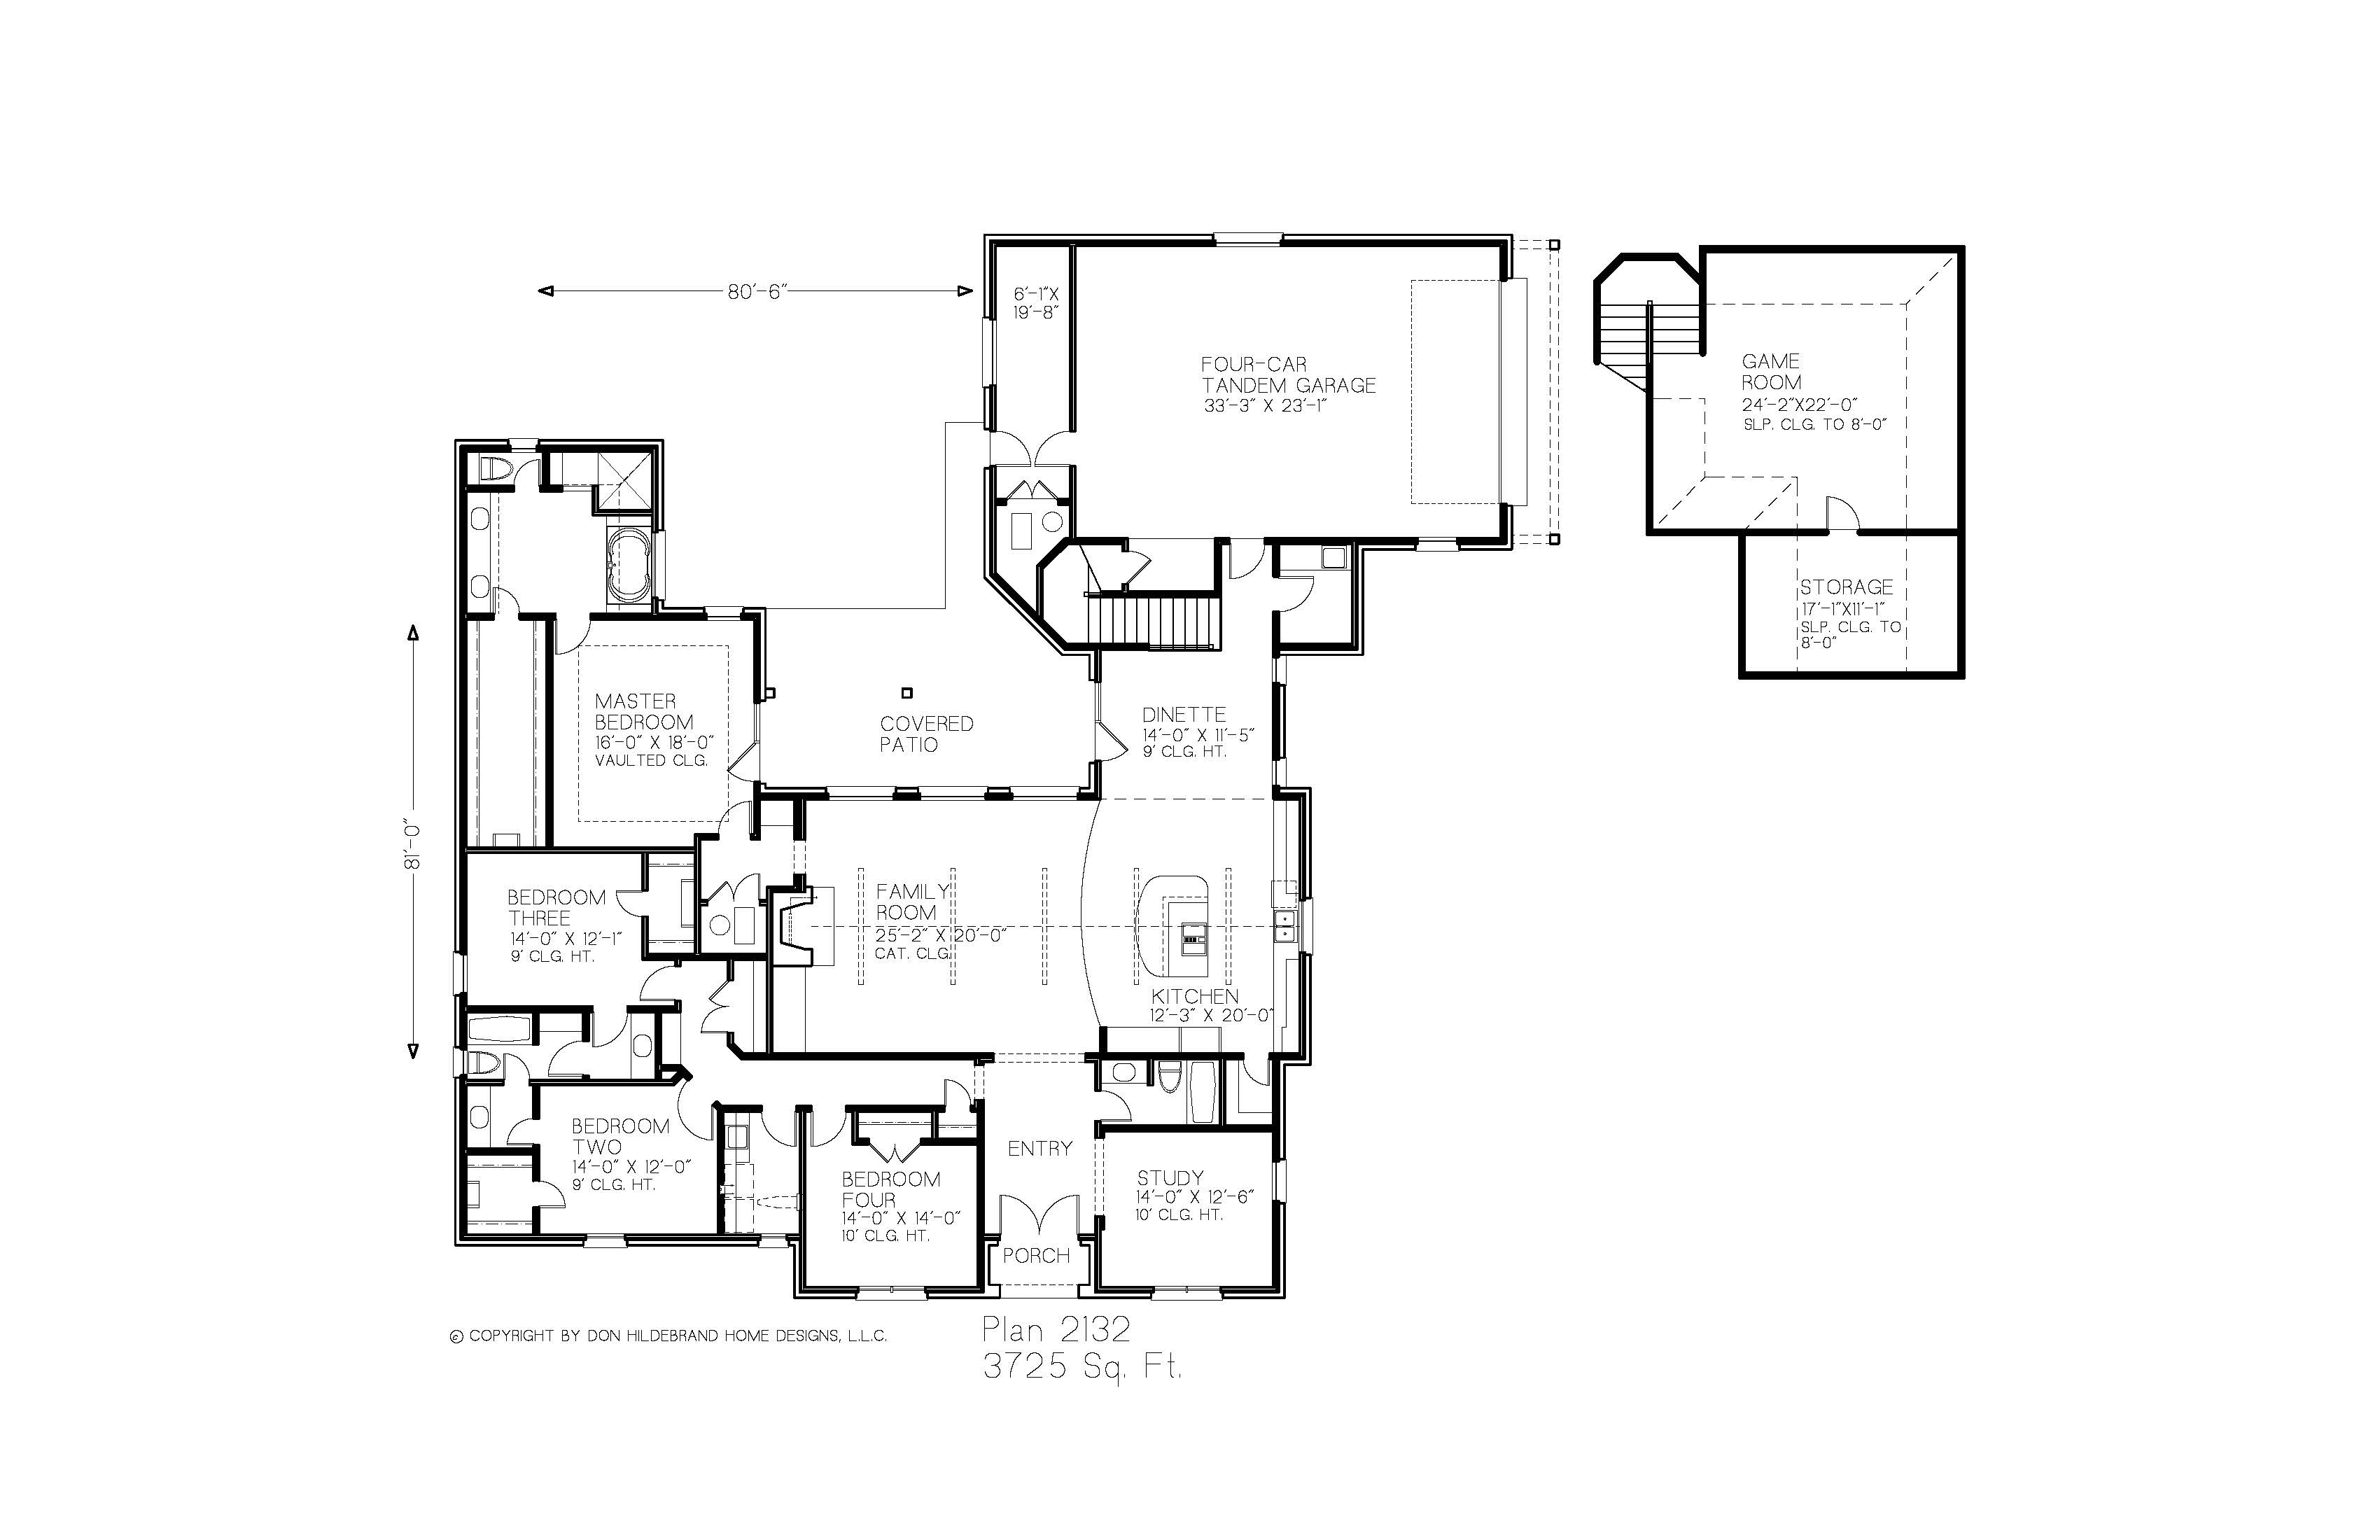 80'-6"
6'-1"X
19'-8"
FOUR-CAR
TANDEM GARAGE
33'-3" X 23'-1"
GAME
ROOM
24'-2"X22'-0"
SLP. CLG. TO 8'-0"
STORAGE
17'-1"X11'-1"
SLP. CLG. TO
8'-0"
MASTER
BEDROOM
16'-0" X 18'-0"
VAULTED CLG.
COVERED
PATIO
DINETTE
14'-0" X 11'-5"
9' CLG. HT.
81'-0"
BEDROOM
THREE
14'-0" X 12'-1"
9' CLG. HT.
FAMILY
ROOM
25'-2" X 20'-0"
CAT. CLG.
KITCHEN
12'-3" X 20'-0"
BEDROOM
TWO
14'-0" X 12'-0"
9' CLG. HT.
BEDROOM
FOUR
14'-0" X 14'-0"
10' CLG. HT.
ENTRY
STUDY
14'-0" X 12'-6"
10' CLG. HT.
PORCH
© COPYRIGHT BY DON HILDEBRAND HOME DESIGNS, L.L.C.
Plan 2132
3725 Sq. Ft.